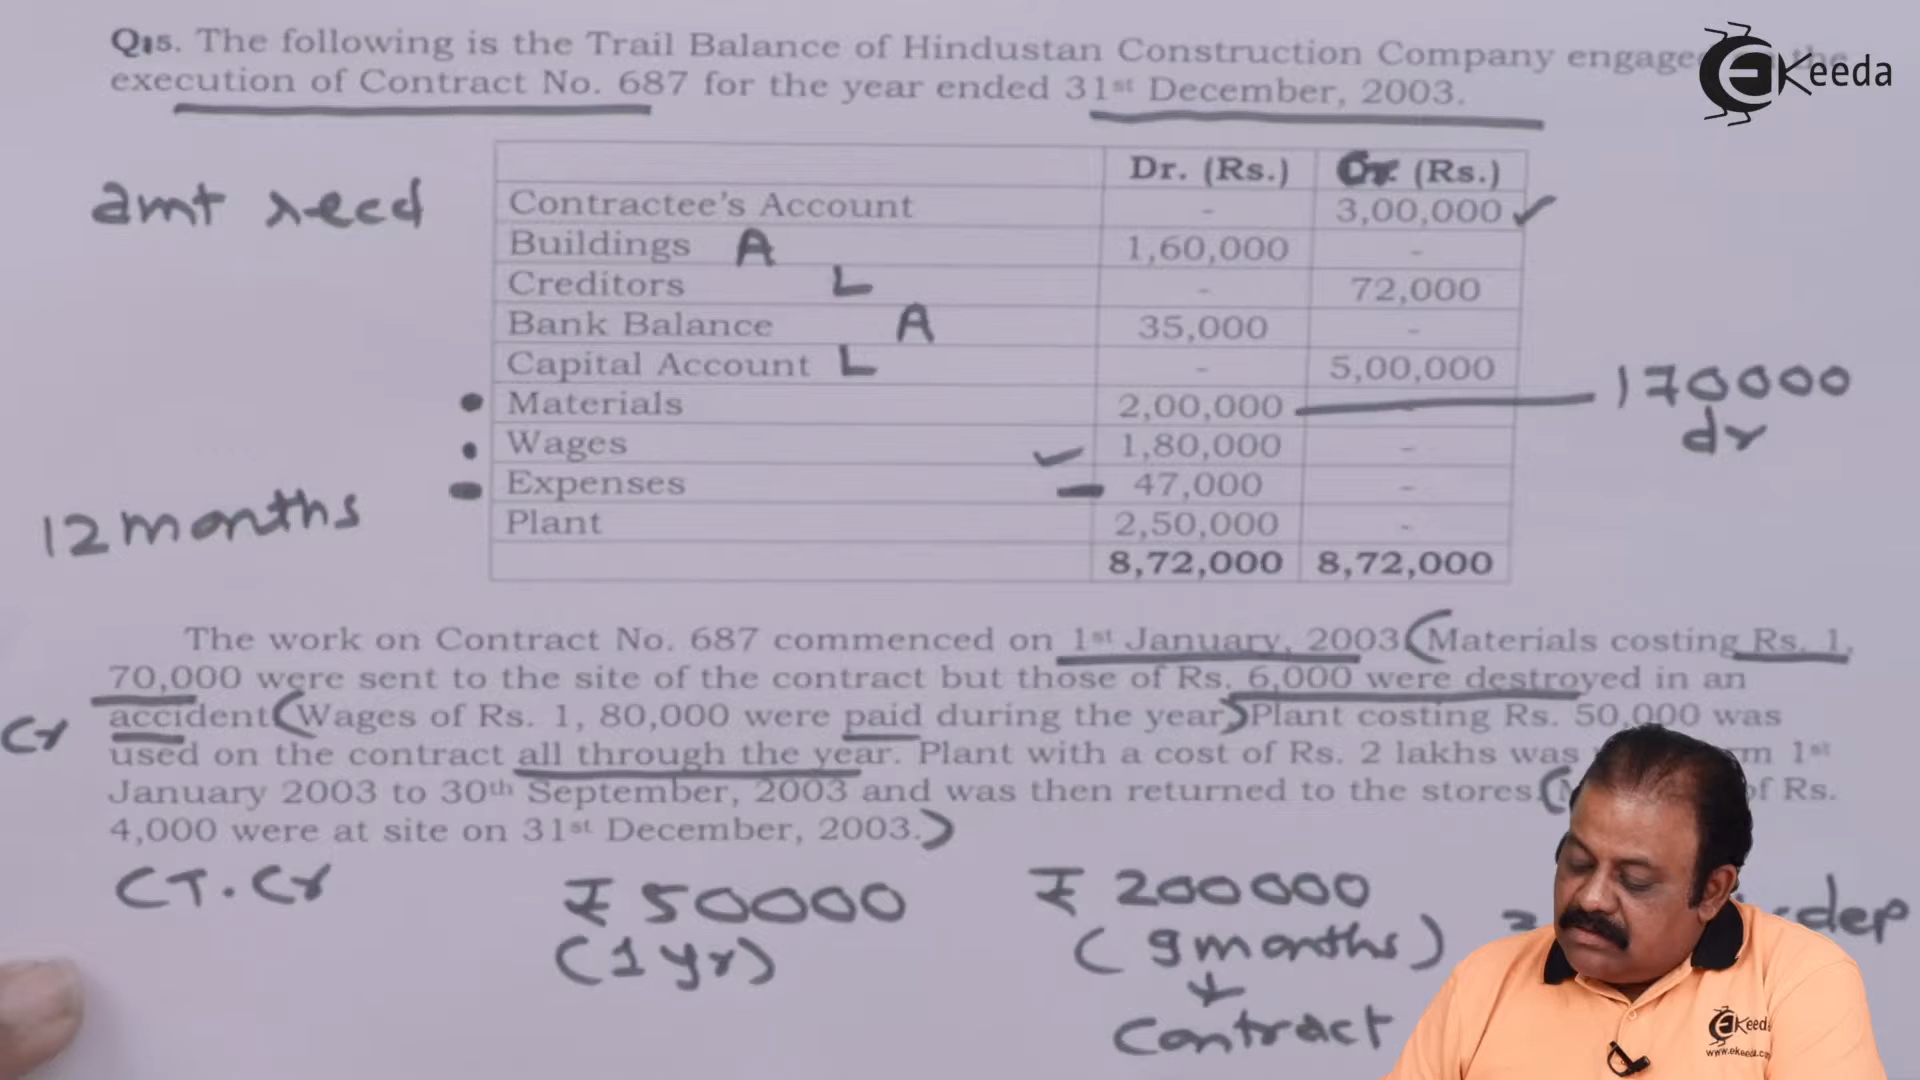 Q15. The following is the Trail Balance of Hindustan Construction Company the
execution of Contract No. 687 for the year ended 31st December, 2003.
EKeeda
Dr. (Rs.) Cr. (Rs.)
amt recd
Contractee's Account - 3,00,000 ✓
Buildings A 1,60,000 -
Creditors L - 72,000
Bank Balance A 35,000 -
Capital Account L - 5,00,000
• Materials 2,00,000 - 170000
dr
• Wages ✓ 1,80,000 -
Expenses 47,000 -
12 months
Plant 2,50,000 -
8,72,000 8,72,000
The work on Contract No. 687 commenced on 1st January, 2003 (Materials costing Rs. 1,
70,000 were sent to the site of the contract but those of Rs. 6,000 were destroyed in an
Cr
accident (Wages of Rs. 1, 80,000 were paid during the year) Plant costing Rs. 50,000 was
used on the contract all through the year. Plant with a cost of Rs. 2 lakhs was 1st
January 2003 to 30th September, 2003 and was then returned to the stores. ( of Rs.
4,000 were at site on 31st December, 2003.)
CT. Cr
₹ 50000
(1 yr)
₹ 200000
(9 months)
Contract
dep
EKeeda